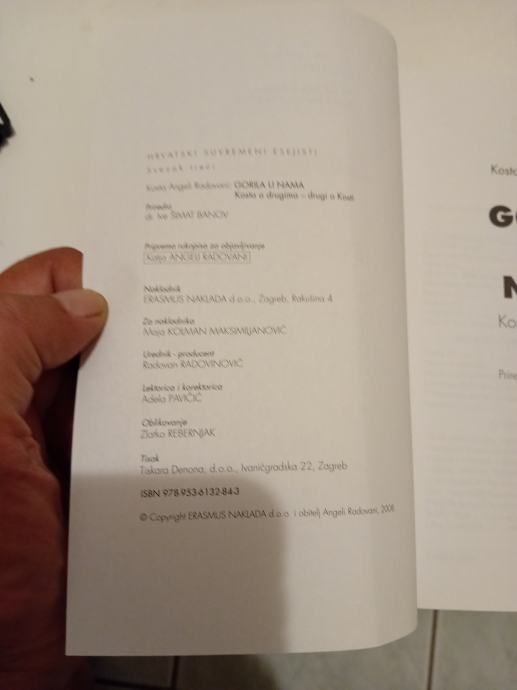 HRVATSKI SUVREMENI ESEJISTI
Svezak treći
Kosta Angeli Radovani: GORILA U NAMA
Kosta o drugima – drugi o Kosti
Priredio
dr. Ive ŠIMAT BANOV
Priprema rukopisa za objavljivanje
Katja ANGELI RADOVANI
Nakladnik
ERASMUS NAKLADA d.o.o., Zagreb, Rakušina 4
Za nakladnika
Maja KOLMAN MAKSIMILJANOVIĆ
Urednik - producent
Radovan RADOVINOVIĆ
Lektorica i korektorica
Adela PAVIČIĆ
Oblikovanje
Zlatko REBERNJAK
Tisak
Tiskara Denona, d.o.o., Ivanićgradska 22, Zagreb
ISBN 978-953-6132-84-3
© Copyright ERASMUS NAKLADA d.o.o. i obitelj Angeli Radovani, 2008.
Kosta
G
N
Ko
Prire